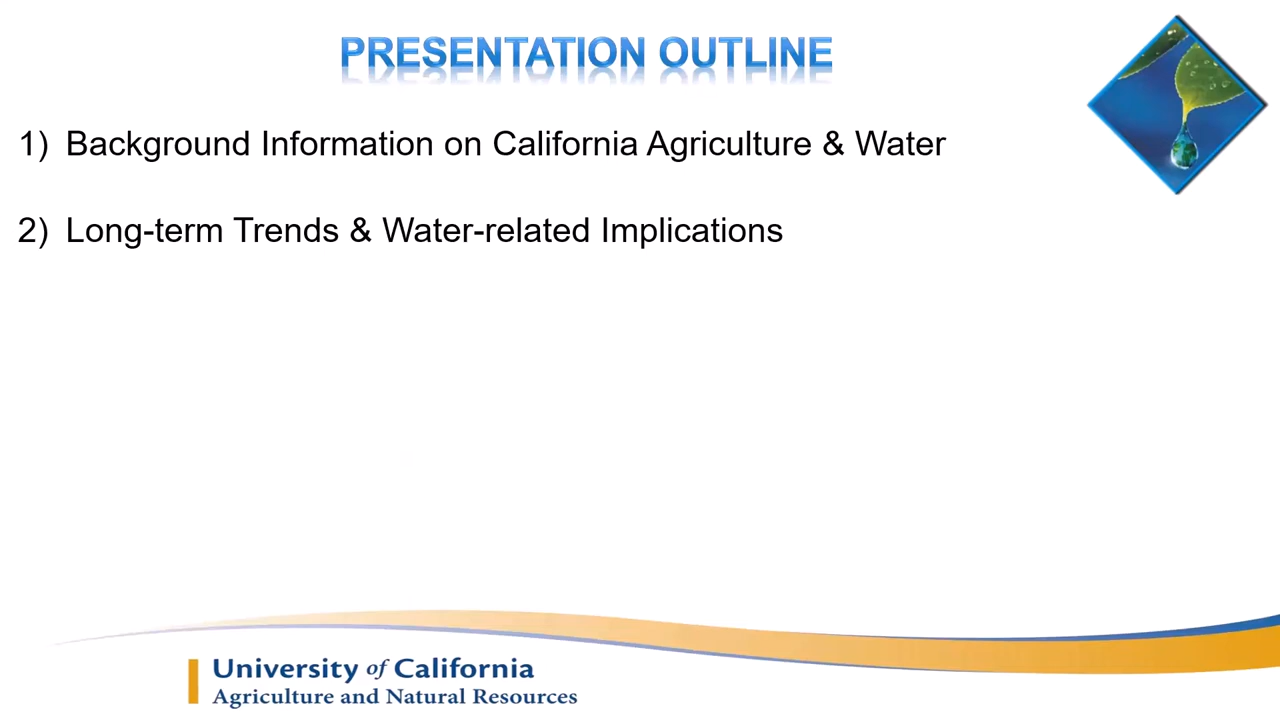 PRESENTATION OUTLINE
1) Background Information on California Agriculture & Water
2) Long-term Trends & Water-related Implications
University of California
Agriculture and Natural Resources